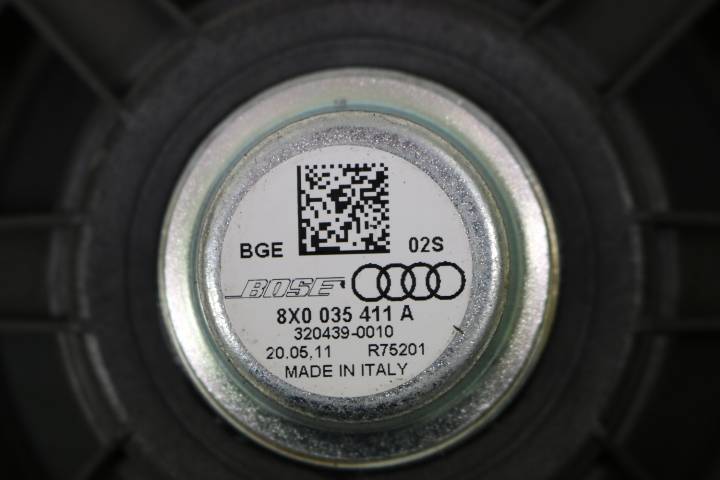 BGE 02S
BOSE
8X0 035 411 A
320439-0010
20.05.11 R75201
MADE IN ITALY